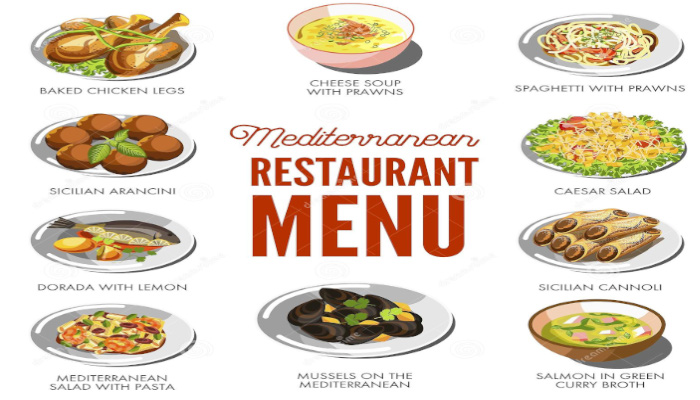 BAKED CHICKEN LEGS
CHEESE SOUP
WITH PRAWNS
SPAGHETTI WITH PRAWNS
Mediterranean
RESTAURANT
MENU
SICILIAN ARANCINI
CAESAR SALAD
DORADA WITH LEMON
SICILIAN CANNOLI
MEDITERRANEAN
SALAD WITH PASTA
MUSSELS ON THE
MEDITERRANEAN
SALMON IN GREEN
CURRY BROTH